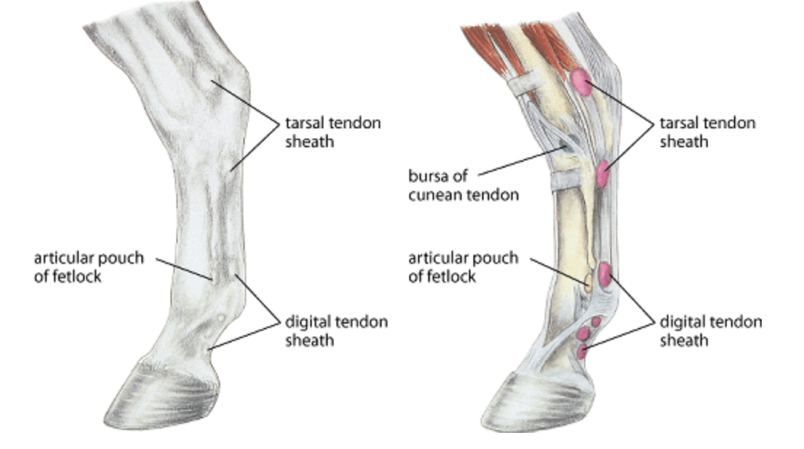 tarsal tendon
sheath
articular pouch
of fetlock
digital tendon
sheath
tarsal tendon
sheath
bursa of
cunean tendon
articular pouch
of fetlock
digital tendon
sheath